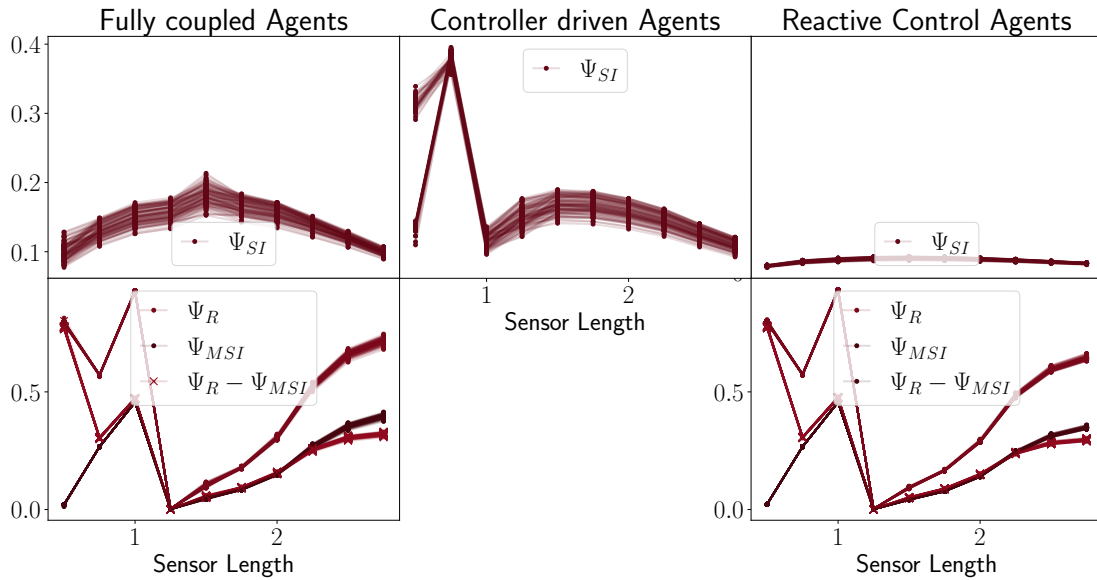 Fully coupled Agents
Controller driven Agents
Reactive Control Agents
0.4
0.3
0.2
0.1
Ψ_SI
Ψ_SI
Ψ_SI
1
2
Sensor Length
0
0.5
0.0
Ψ_R
Ψ_MSI
Ψ_R − Ψ_MSI
1
2
Sensor Length
0.5
0.0
Ψ_R
Ψ_MSI
Ψ_R − Ψ_MSI
1
2
Sensor Length